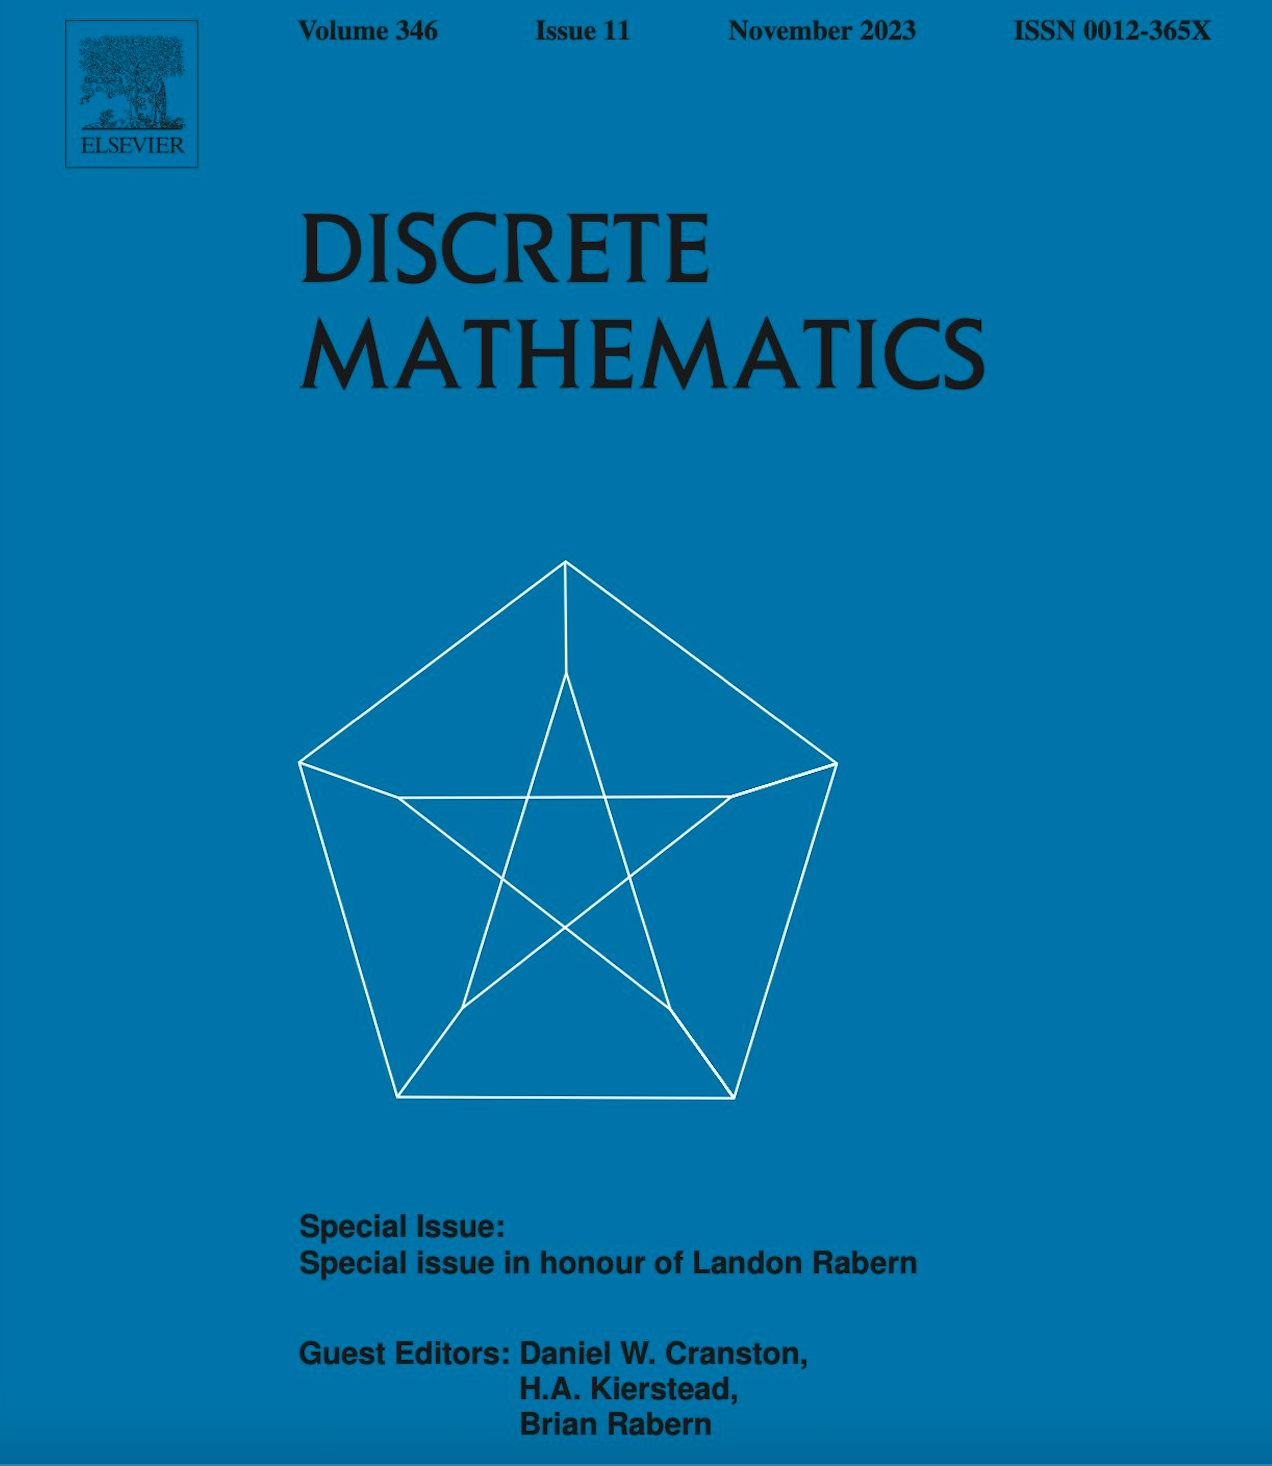 Volume 346 Issue 11 November 2023 ISSN 0012-365X
ELSEVIER
DISCRETE
MATHEMATICS
Special Issue:
Special issue in honour of Landon Rabern
Guest Editors: Daniel W. Cranston,
H.A. Kierstead,
Brian Rabern